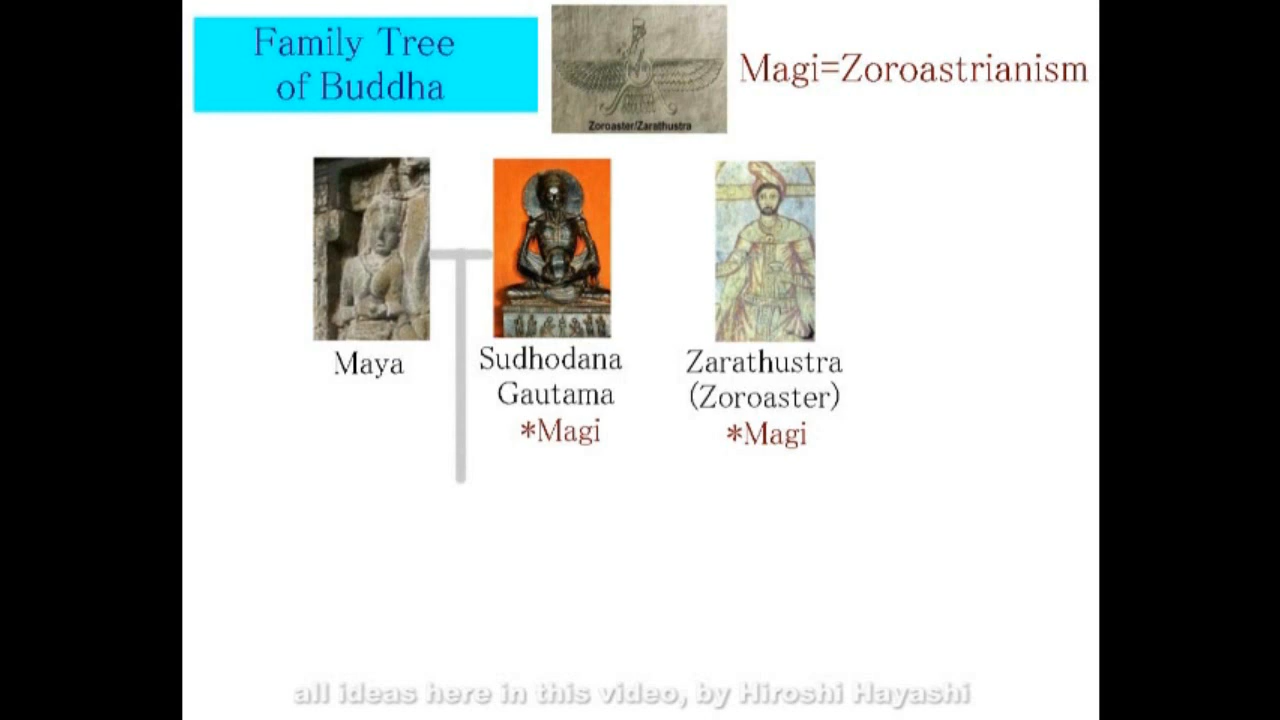 Family Tree
of Buddha
Zoroaster/Zarathustra
Magi=Zoroastrianism
Maya
Sudhodana
Gautama
*Magi
Zarathustra
(Zoroaster)
*Magi
all ideas here in this video, by Hiroshi Hayashi